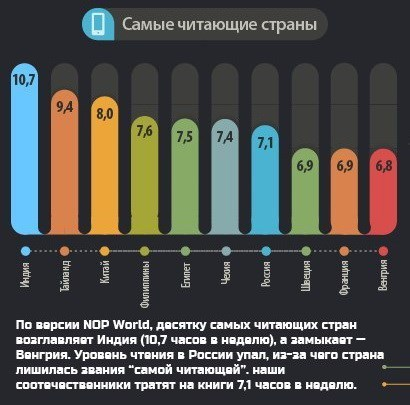 Самые читающие страны
10,7
9,4
8,0
7,6
7,5
7,4
7,1
6,9
6,9
6,8
Индия
Тайланд
Китай
Филиппины
Египет
Чехия
Россия
Швеция
Франция
Венгрия
По версии NOP World, десятку самых читающих стран
возглавляет Индия (10,7 часов в неделю), а замыкает —
Венгрия. Уровень чтения в России упал, из-за чего страна
лишилась звания “самой читающей”. наши
соотечественники тратят на книги 7,1 часов в неделю.